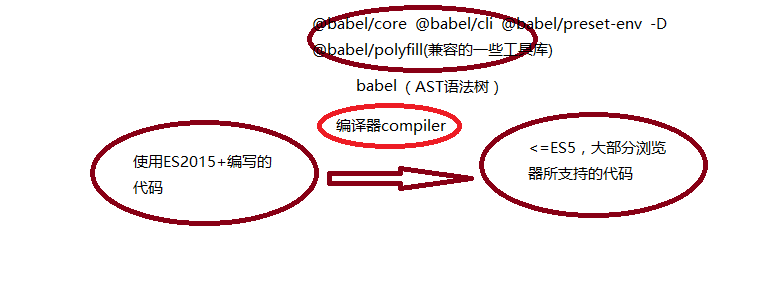 @babel/core @babel/cli @babel/preset-env -D
@babel/polyfill(兼容的一些工具库)
babel（AST语法树）
编译器compiler
使用ES2015+编写的
代码
<=ES5，大部分浏览
器所支持的代码